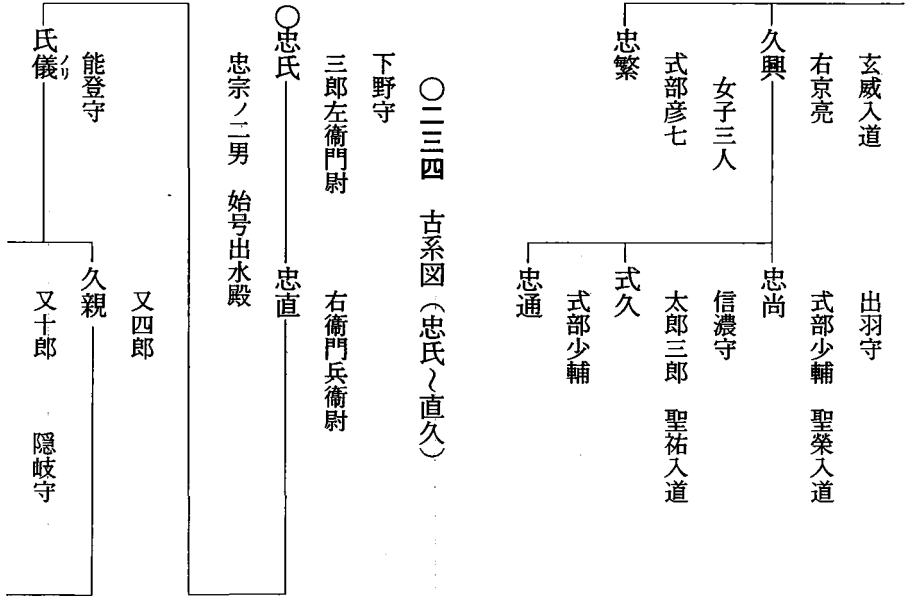 玄威入道
右京亮
久興
女子三人
式部彦七
忠繁
出羽守
式部少輔　聖榮入道
忠尚
信濃守
太郎三郎　聖祐入道
式久
式部少輔
忠通
〇二三四　古系図（忠氏～直久）
下野守
三郎左衛門尉
〇忠氏
忠宗ノ二男　始号出水殿
右衛門兵衛尉
忠直
能登守
氏儀ノリ
又四郎
久親
又十郎　隠岐守